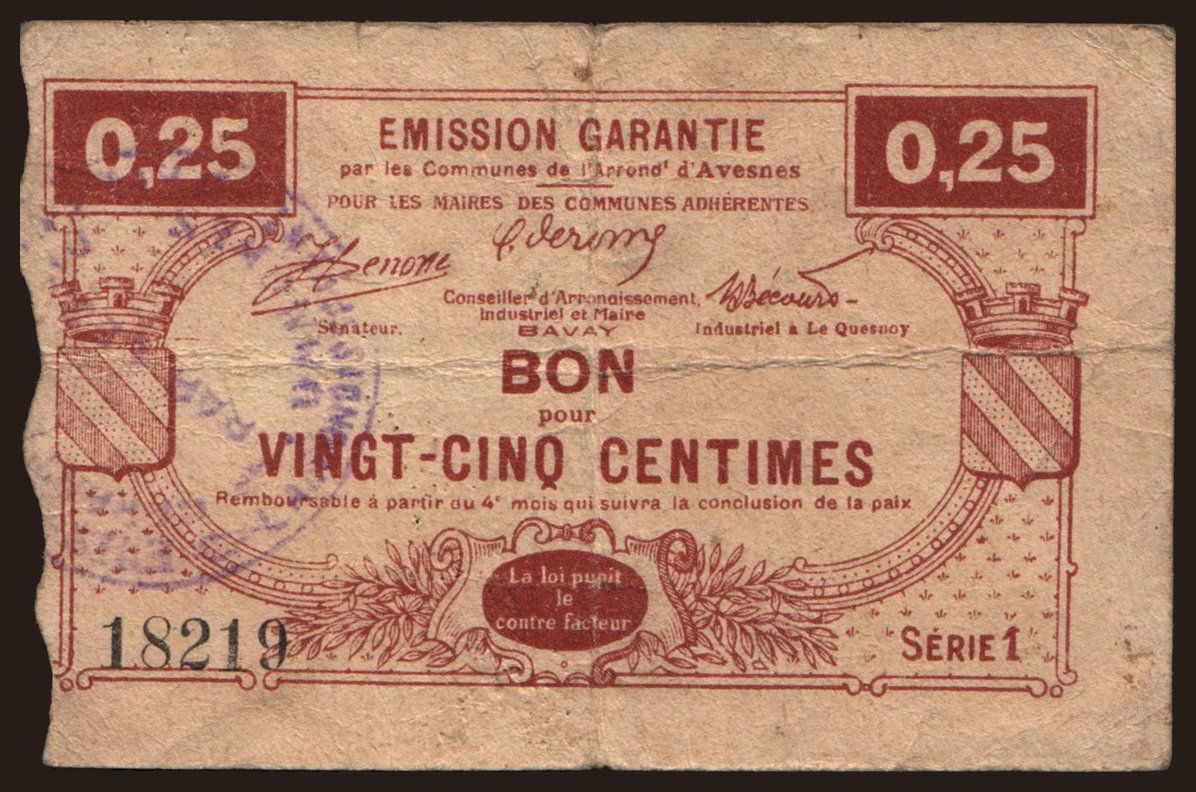 0,25
EMISSION GARANTIE
0,25
par les Communes de l'Arrondt d'Avesnes
POUR LES MAIRES DES COMMUNES ADHÉRENTES
Conseiller d'Arrondissement,
Industriel et Maire
Sénateur.
BAVAY
Industriel à Le Quesnoy
BON
pour
VINGT-CINQ CENTIMES
Remboursable à partir du 4e mois qui suivra la conclusion de la paix
La loi punit
le
contre facteur
18219
SÉRIE 1